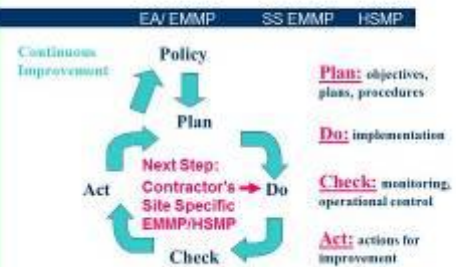 EA/ EMMP SS EMMP HSMP
Continuous
Improvement
Policy
Plan
Next Step:
Contractor's
Site Specific
EMMP/HSMP
Act
Do
Check
Plan: objectives,
plans, procedures
Do: implementation
Check: monitoring,
operational control
Act: actions for
improvement